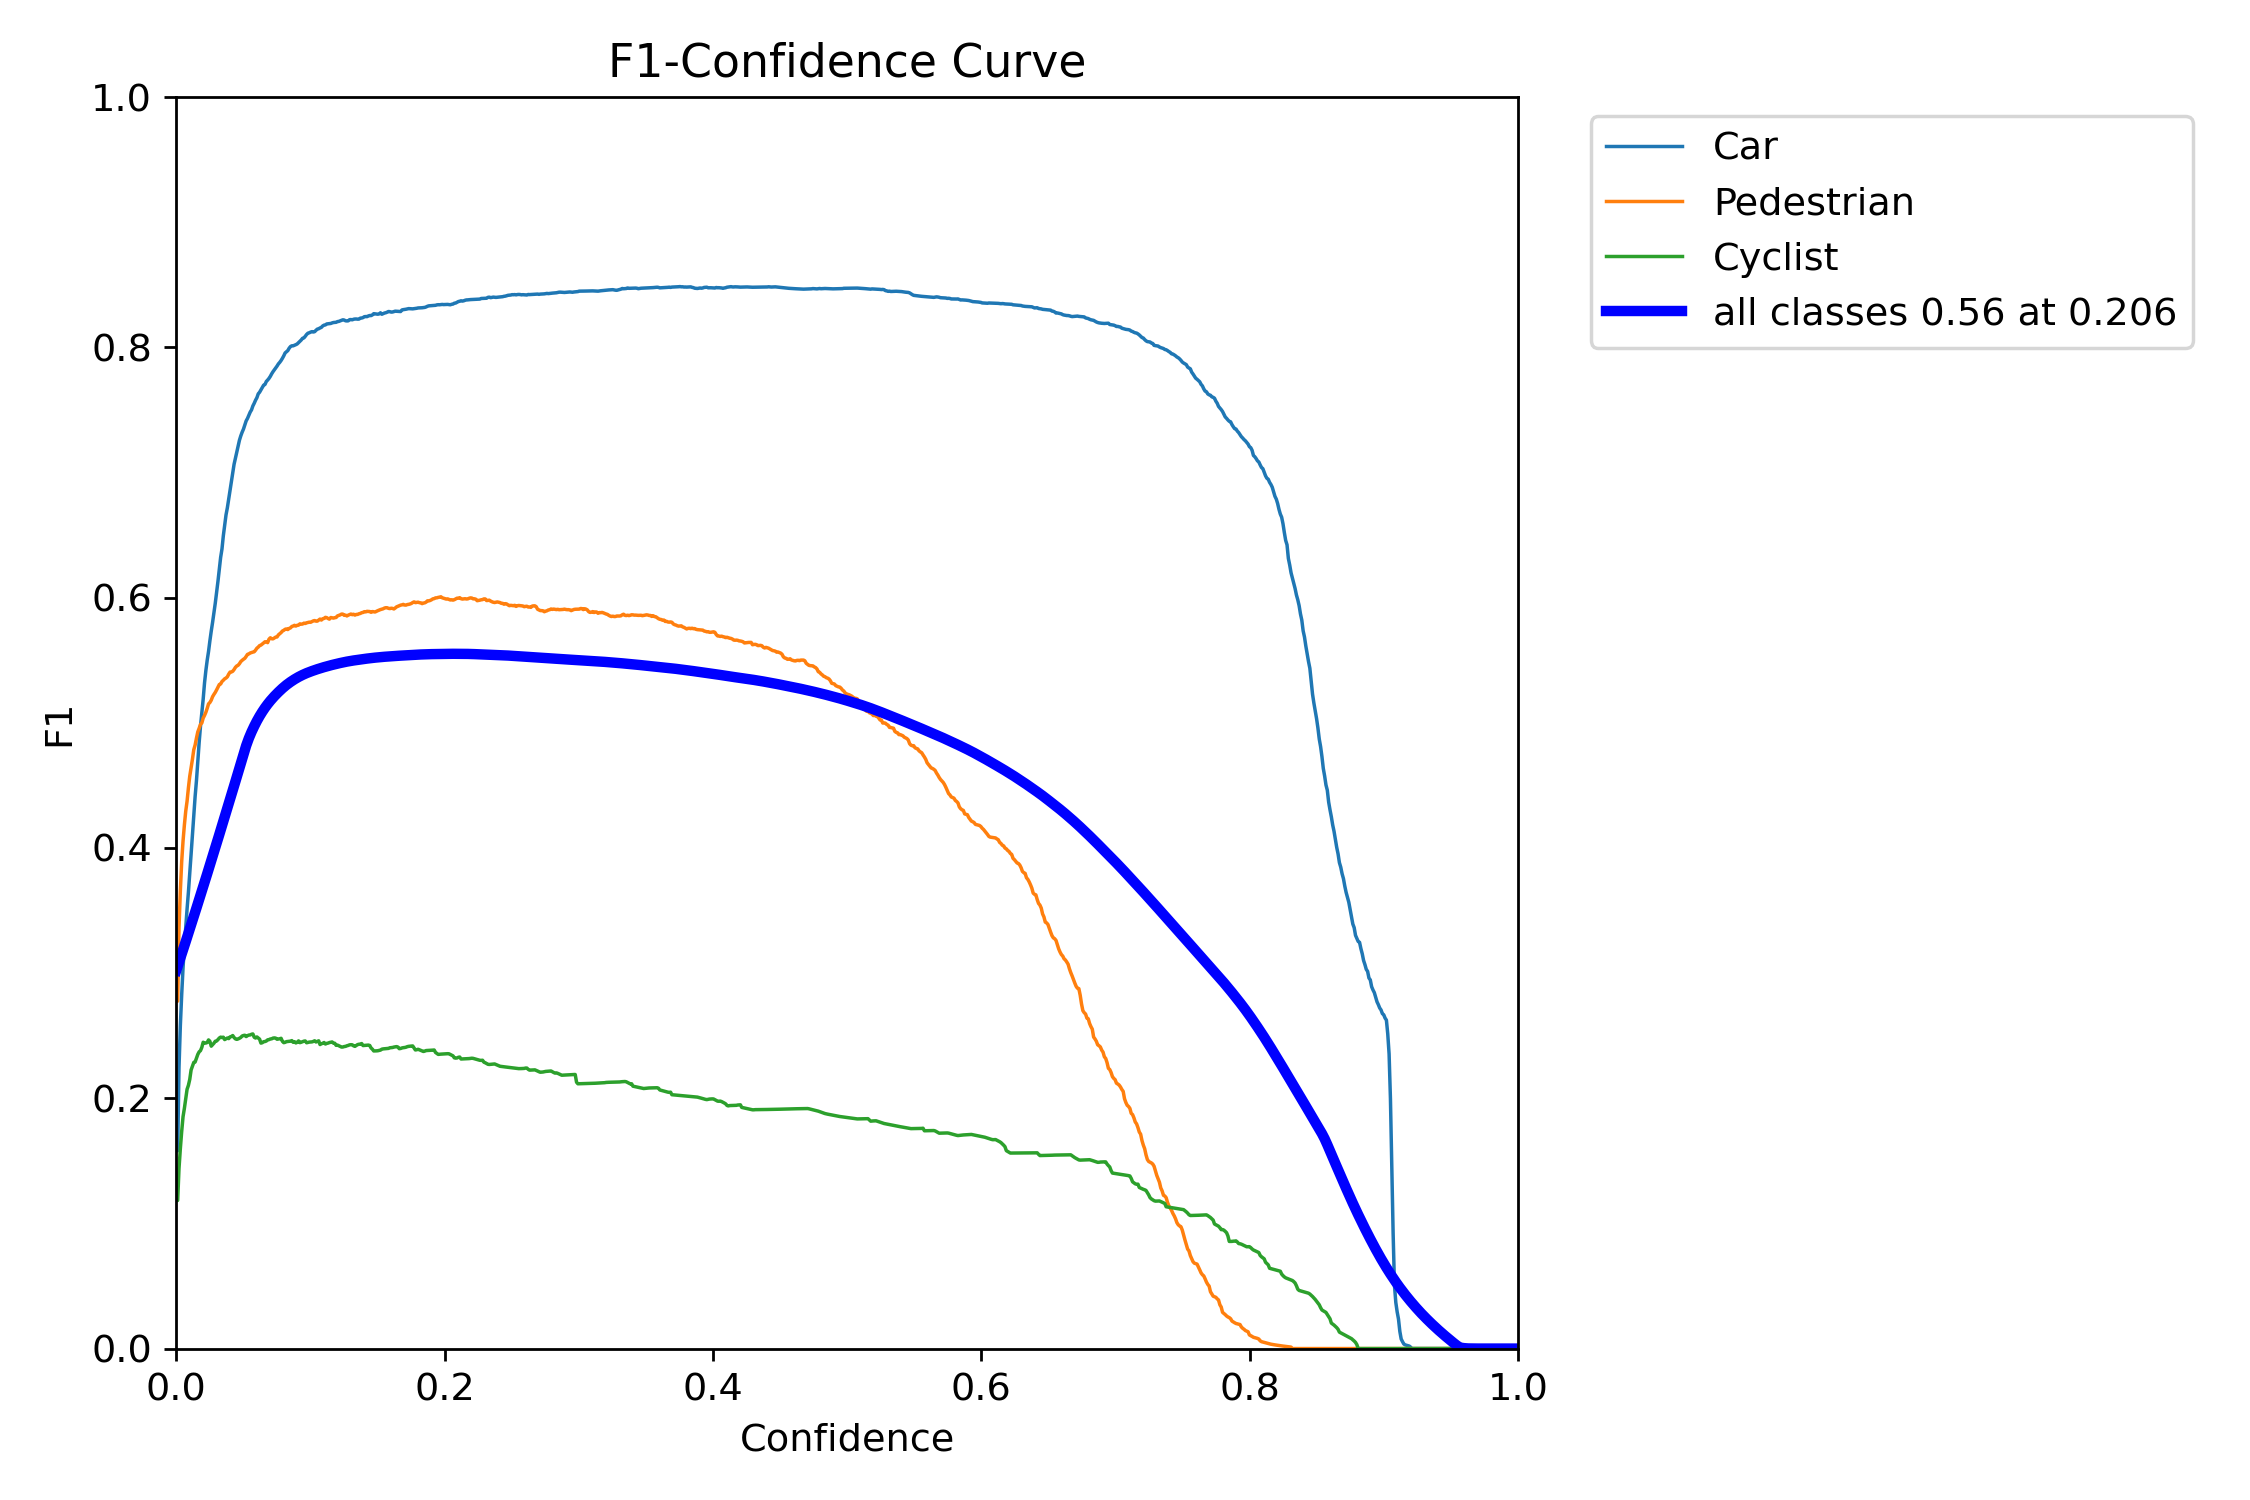 F1-Confidence Curve
1.0
0.8
0.6
0.4
0.2
0.0
F1
0.0 0.2 0.4 0.6 0.8 1.0
Confidence
Car
Pedestrian
Cyclist
all classes 0.56 at 0.206